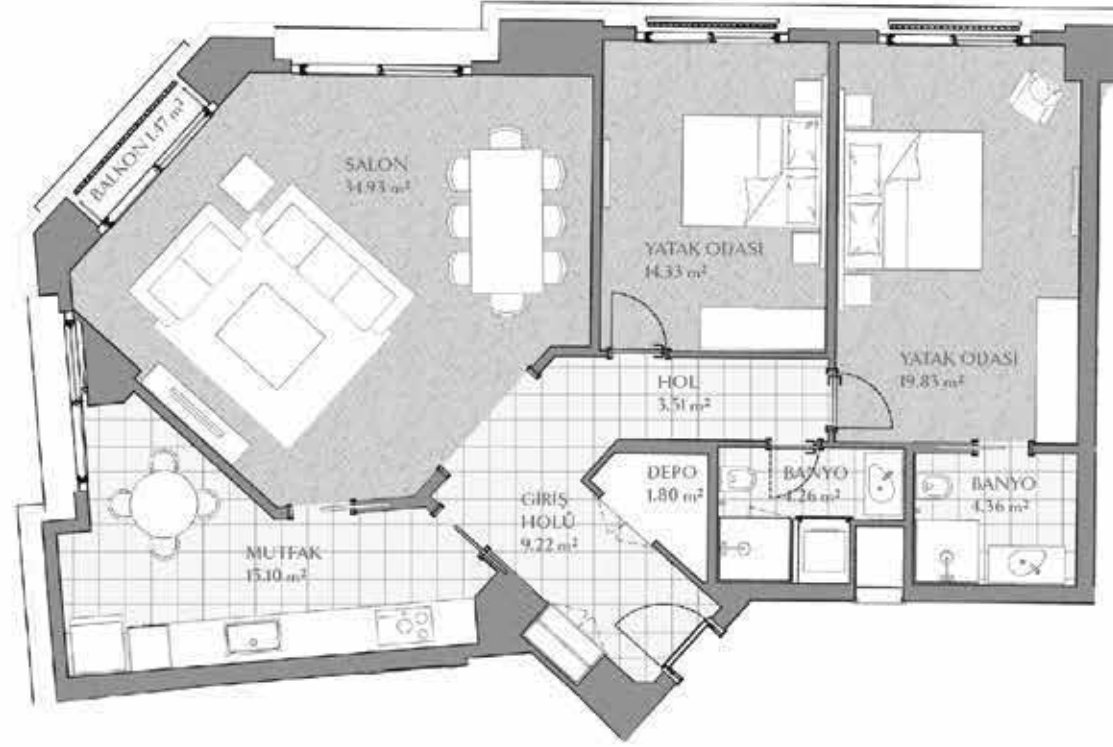 BALKON 1.47 m²
SALON
34.93 m²
YATAK ODASI
14.33 m²
YATAK ODASI
19.83 m²
HOL
3.51 m²
DEPO
1.80 m²
BANYO
4.26 m²
BANYO
4.36 m²
GİRİŞ
HOLÜ
9.22 m²
MUTFAK
15.10 m²